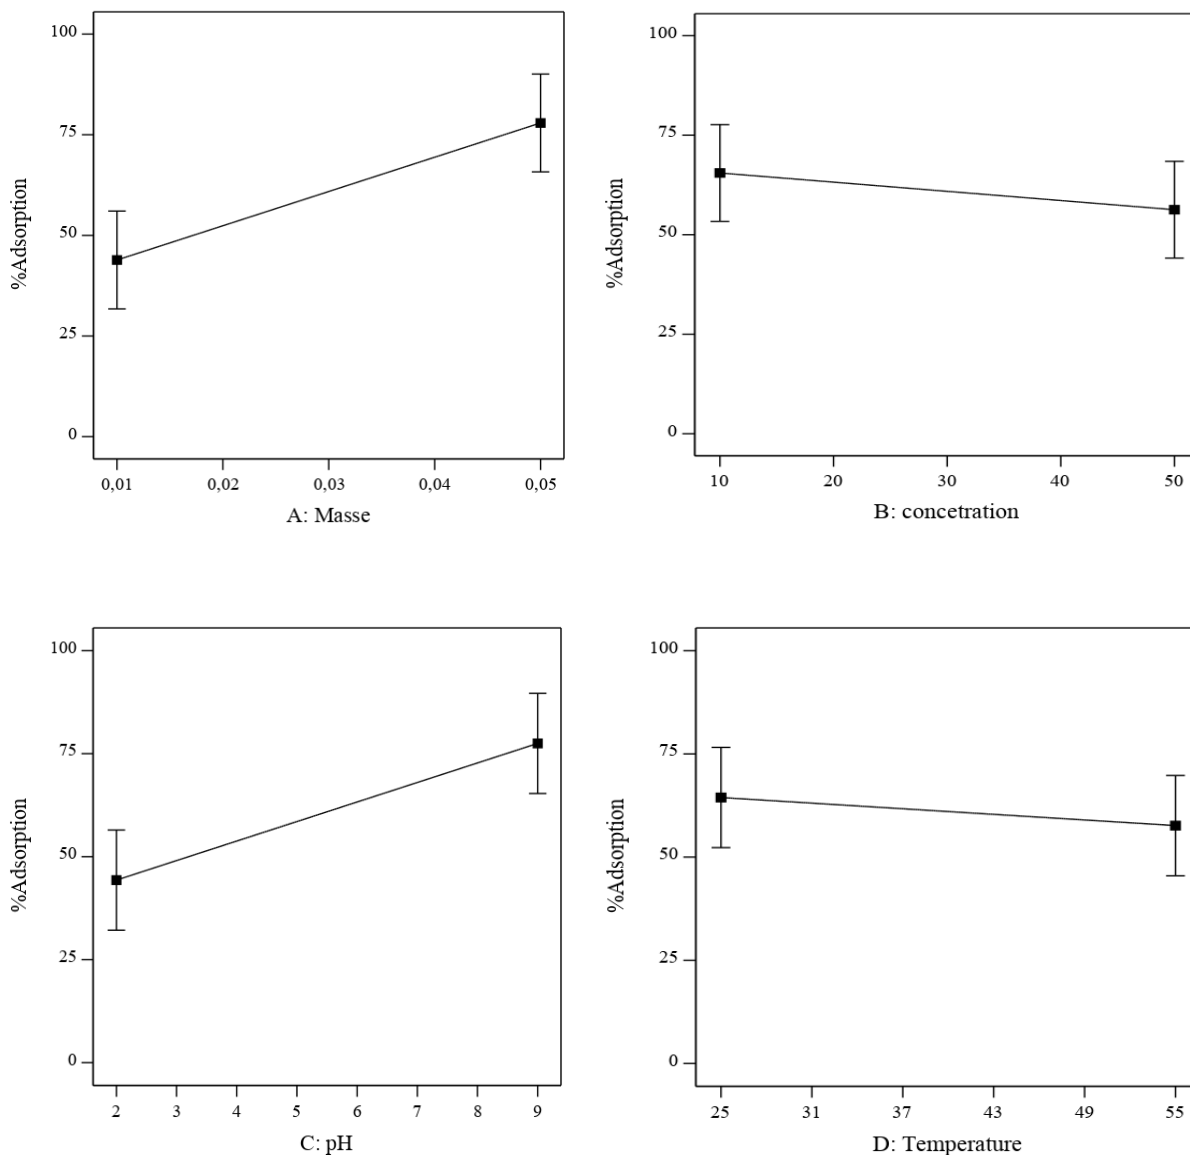 %Adsorption
100
75
50
25
0
0,01 0,02 0,03 0,04 0,05
A: Masse
%Adsorption
100
75
50
25
0
10 20 30 40 50
B: concetration
%Adsorption
100
75
50
25
0
2 3 4 5 6 7 8 9
C: pH
%Adsorption
100
75
50
25
0
25 31 37 43 49 55
D: Temperature